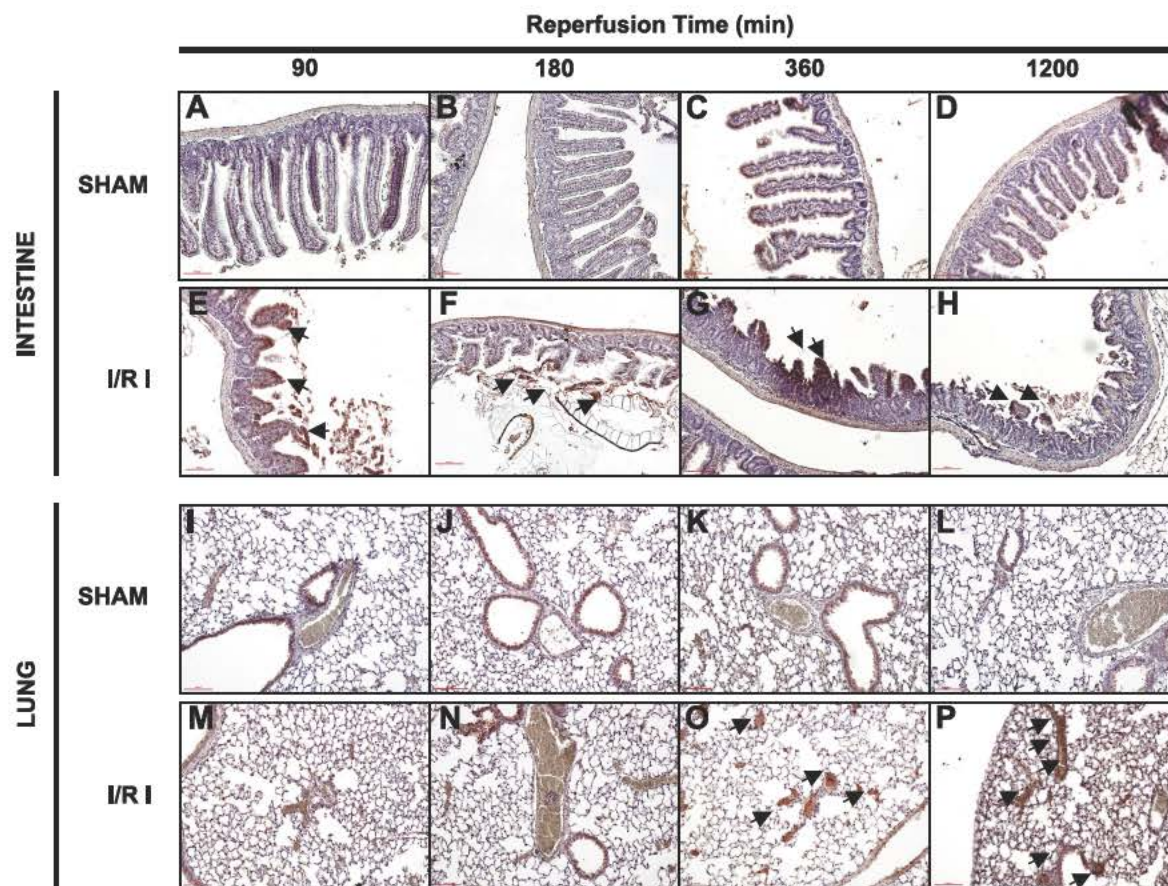 Reperfusion Time (min)
90 180 360 1200
INTESTINE
SHAM
A B C D
I/R I
E F G H
LUNG
SHAM
I J K L
I/R I
M N O P